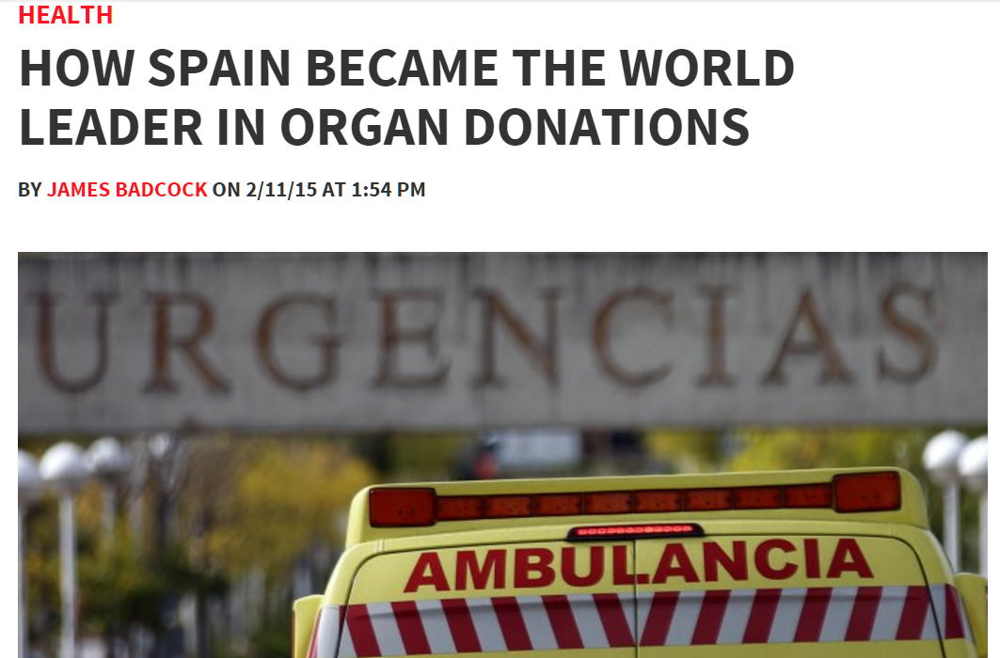 HEALTH
HOW SPAIN BECAME THE WORLD
LEADER IN ORGAN DONATIONS
BY JAMES BADCOCK ON 2/11/15 AT 1:54 PM
URGENCIAS
AMBULANCIA